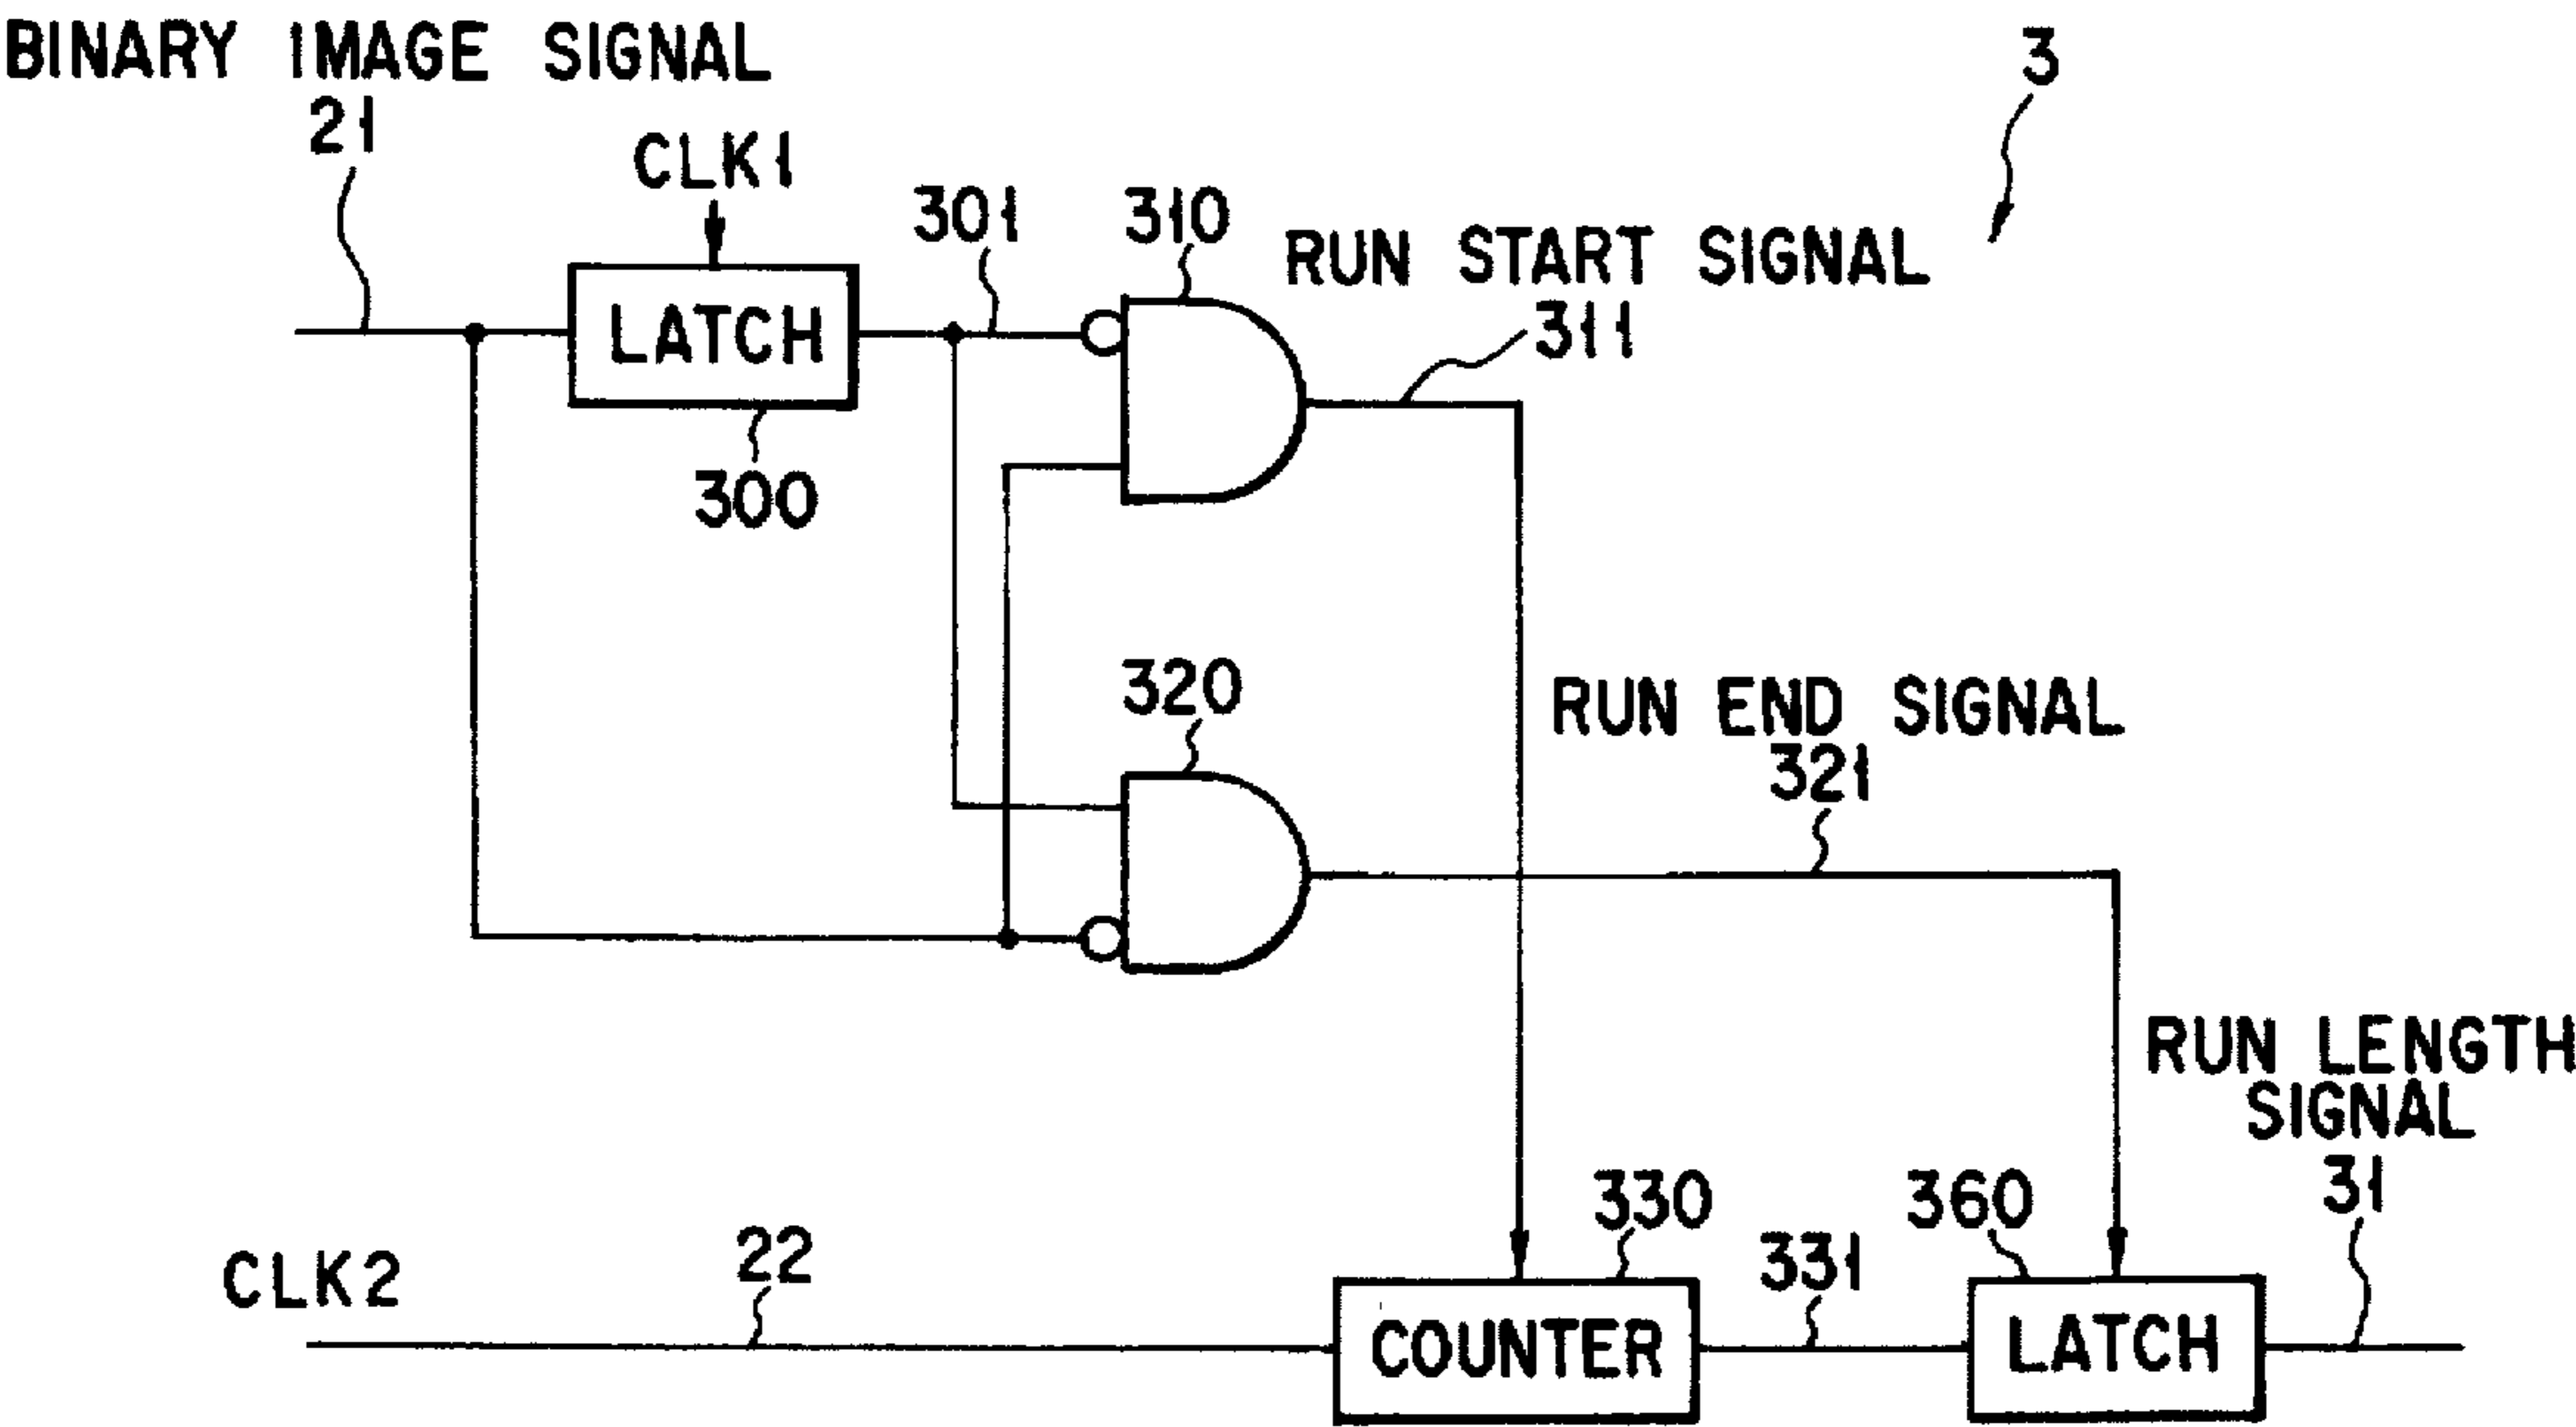 BINARY IMAGE SIGNAL
21
3
CLK1
301
310
RUN START SIGNAL
311
LATCH
300
320
RUN END SIGNAL
321
RUN LENGTH
SIGNAL
31
330
360
331
CLK2
22
COUNTER
LATCH